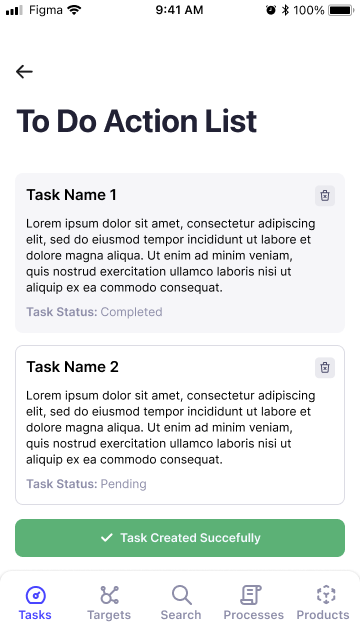 Figma 9:41 AM 100%
To Do Action List
Task Name 1
Lorem ipsum dolor sit amet, consectetur adipiscing
elit, sed do eiusmod tempor incididunt ut labore et
dolore magna aliqua. Ut enim ad minim veniam,
quis nostrud exercitation ullamco laboris nisi ut
aliquip ex ea commodo consequat.
Task Status: Completed
Task Name 2
Lorem ipsum dolor sit amet, consectetur adipiscing
elit, sed do eiusmod tempor incididunt ut labore et
dolore magna aliqua. Ut enim ad minim veniam,
quis nostrud exercitation ullamco laboris nisi ut
aliquip ex ea commodo consequat.
Task Status: Pending
Task Created Succefully
Tasks Targets Search Processes Products